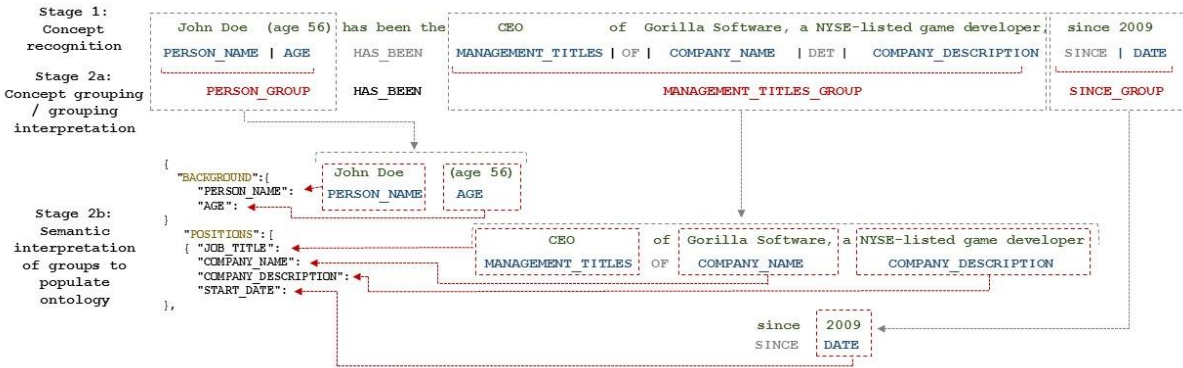 Stage 1:
Concept
recognition
John Doe (age 56) has been the CEO of Gorilla Software, a NYSE-listed game developer, since 2009
PERSON_NAME | AGE HAS_BEEN MANAGEMENT_TITLES | OF | COMPANY_NAME | DET | COMPANY_DESCRIPTION SINCE | DATE
Stage 2a:
Concept grouping
/ grouping
interpretation
PERSON_GROUP HAS_BEEN MANAGEMENT_TITLES_GROUP SINCE_GROUP
Stage 2b:
Semantic
interpretation
of groups to
populate
ontology
{
"BACKGROUND":{
"PERSON_NAME":
"AGE":
}
"POSITIONS":[
{ "JOB_TITLE":
"COMPANY_NAME":
"COMPANY_DESCRIPTION":
"START_DATE":
},
John Doe (age 56)
PERSON_NAME AGE
CEO of Gorilla Software, a NYSE-listed game developer
MANAGEMENT_TITLES OF COMPANY_NAME COMPANY_DESCRIPTION
since 2009
SINCE DATE